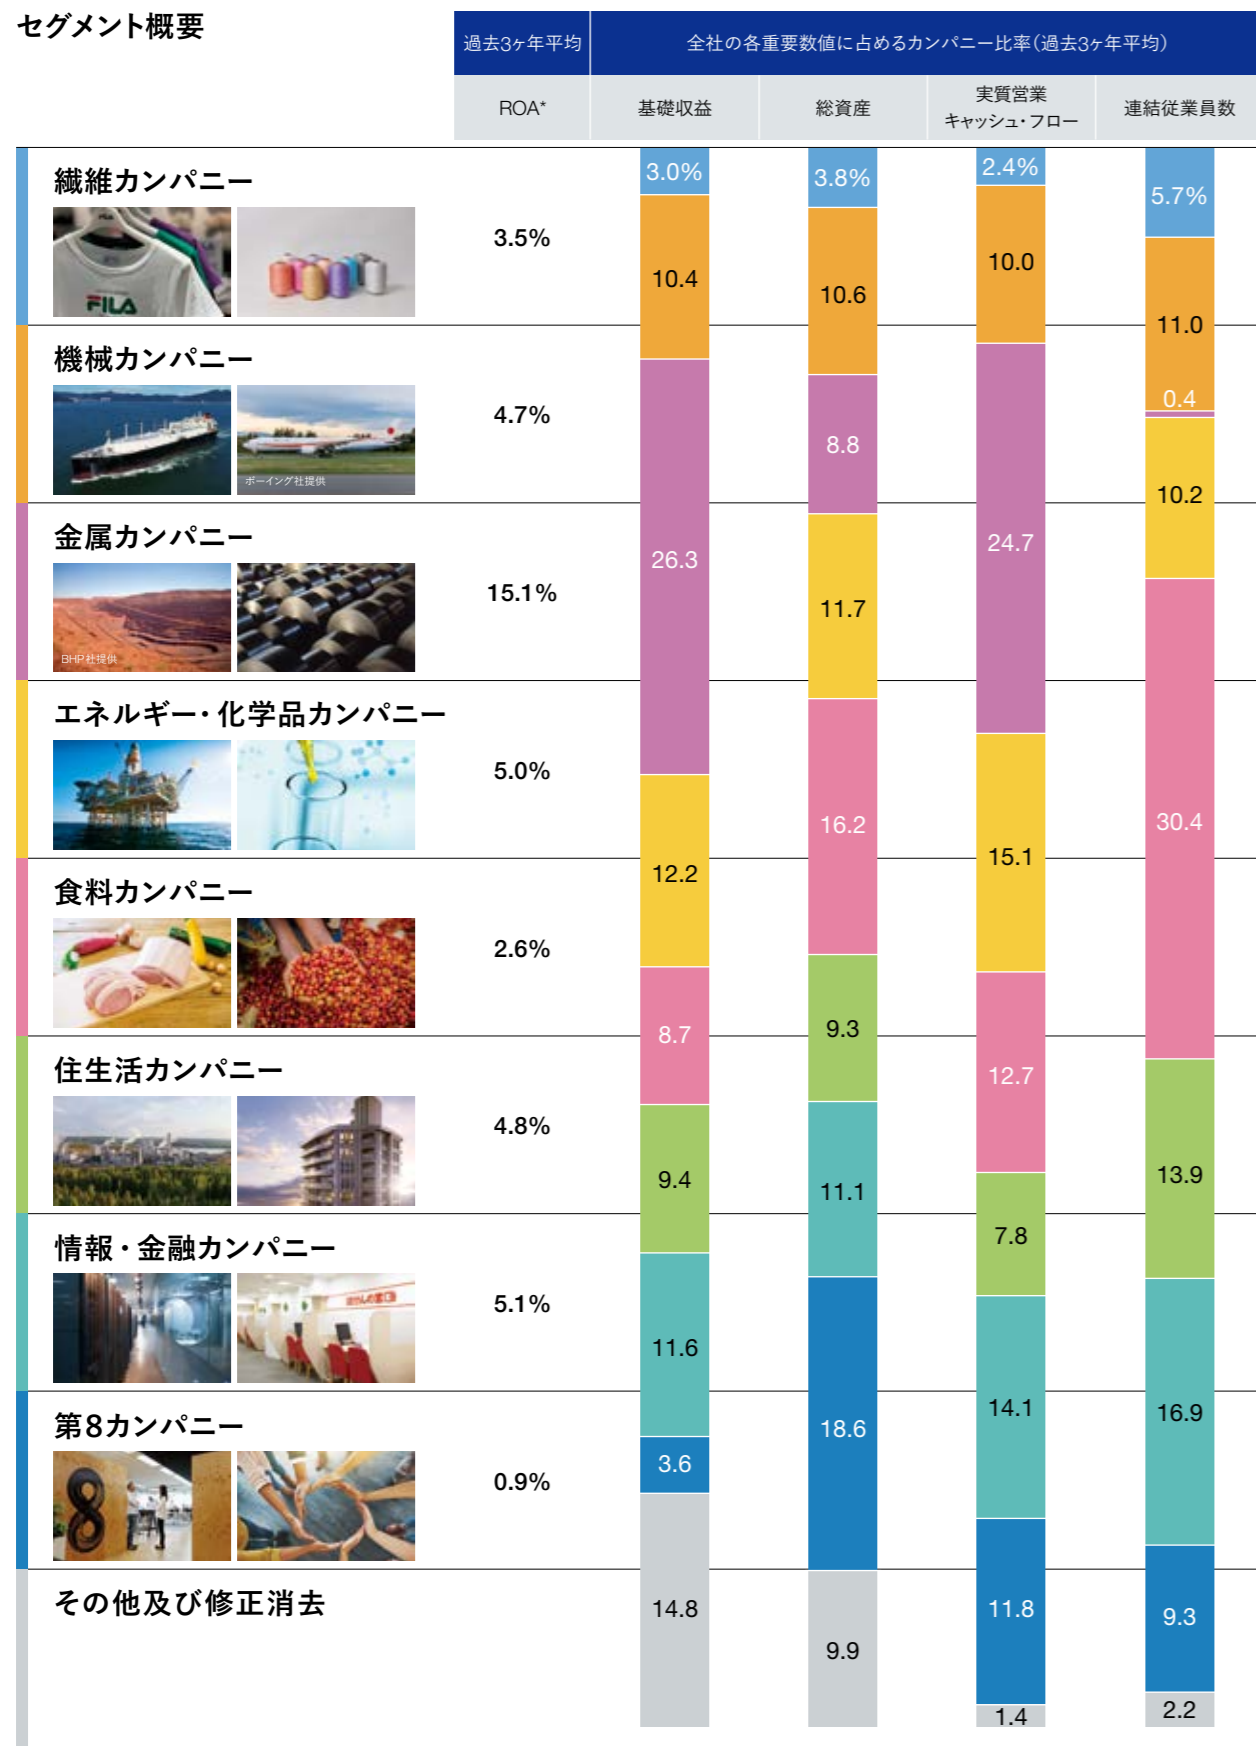 セグメント概要
過去3ヶ年平均
全社の各重要数値に占めるカンパニー比率(過去3ヶ年平均)
ROA*
基礎収益
総資産
実質営業
キャッシュ・フロー
連結従業員数
繊維カンパニー
FILA
3.5%
3.0%
3.8%
2.4%
5.7%
機械カンパニー
ボーイング社提供
4.7%
10.4
10.6
10.0
11.0
金属カンパニー
BHP社提供
15.1%
26.3
8.8
24.7
0.4
エネルギー・化学品カンパニー
5.0%
12.2
11.7
15.1
10.2
食料カンパニー
2.6%
8.7
16.2
12.7
30.4
住生活カンパニー
4.8%
9.4
9.3
7.8
13.9
情報・金融カンパニー
5.1%
11.6
11.1
14.1
16.9
第8カンパニー
8
0.9%
3.6
18.6
11.8
9.3
その他及び修正消去
14.8
9.9
1.4
2.2